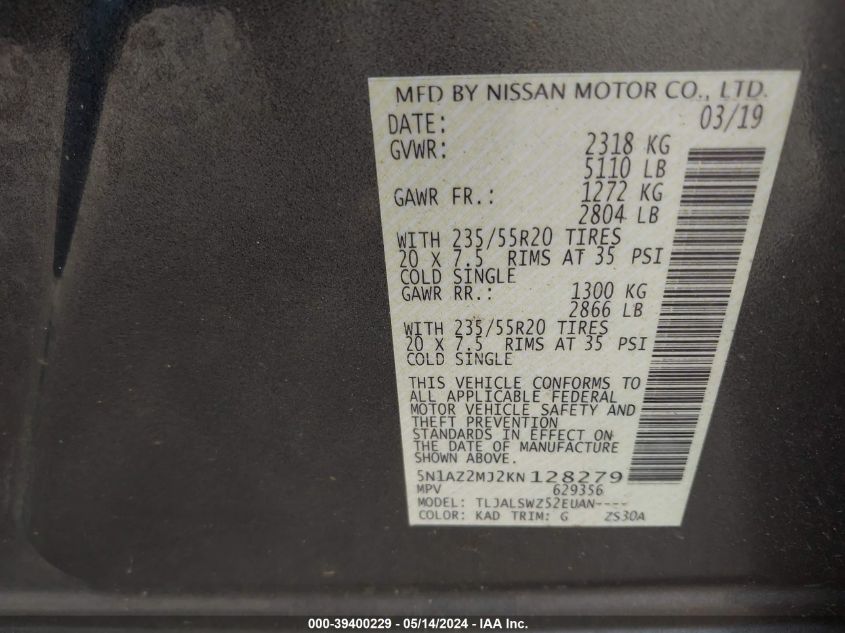 MFD BY NISSAN MOTOR CO., LTD.
DATE: 03/19
GVWR: 2318 KG
5110 LB
GAWR FR.: 1272 KG
2804 LB
WITH 235/55R20 TIRES
20 X 7.5 RIMS AT 35 PSI
COLD SINGLE
GAWR RR.: 1300 KG
2866 LB
WITH 235/55R20 TIRES
20 X 7.5 RIMS AT 35 PSI
COLD SINGLE
THIS VEHICLE CONFORMS TO
ALL APPLICABLE FEDERAL
MOTOR VEHICLE SAFETY AND
THEFT PREVENTION
STANDARDS IN EFFECT ON
THE DATE OF MANUFACTURE
SHOWN ABOVE.
5N1AZ2MJ2KN128279
MPV 629356
MODEL: TLJALSWZ52EUAN----
COLOR: KAD TRIM: G ZS30A
000-39400229 - 05/14/2024 - IAA Inc.